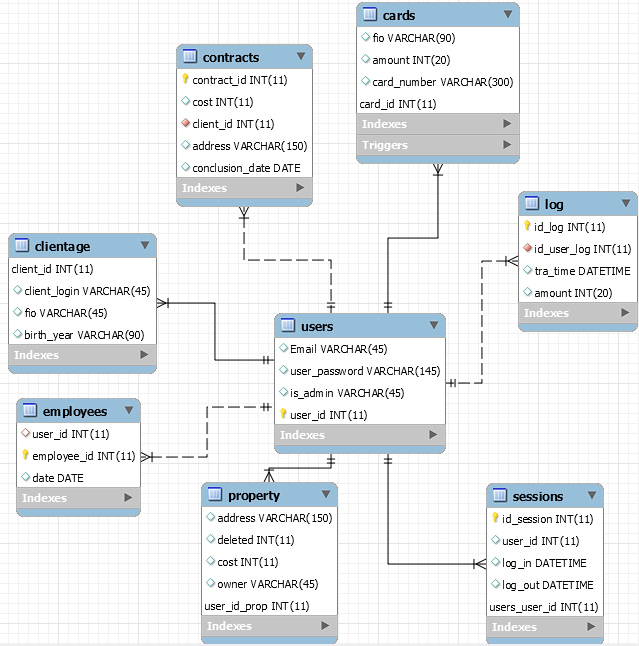 cards
fio VARCHAR(90)
amount INT(20)
card_number VARCHAR(300)
card_id INT(11)
Indexes
Triggers
contracts
contract_id INT(11)
cost INT(11)
client_id INT(11)
address VARCHAR(150)
conclusion_date DATE
Indexes
log
id_log INT(11)
id_user_log INT(11)
tra_time DATETIME
amount INT(20)
Indexes
clientage
client_id INT(11)
client_login VARCHAR(45)
fio VARCHAR(45)
birth_year VARCHAR(90)
Indexes
users
Email VARCHAR(45)
user_password VARCHAR(145)
is_admin VARCHAR(45)
user_id INT(11)
Indexes
employees
user_id INT(11)
employee_id INT(11)
date DATE
Indexes
property
address VARCHAR(150)
deleted INT(11)
cost INT(11)
owner VARCHAR(45)
user_id_prop INT(11)
Indexes
sessions
id_session INT(11)
user_id INT(11)
log_in DATETIME
log_out DATETIME
users_user_id INT(11)
Indexes